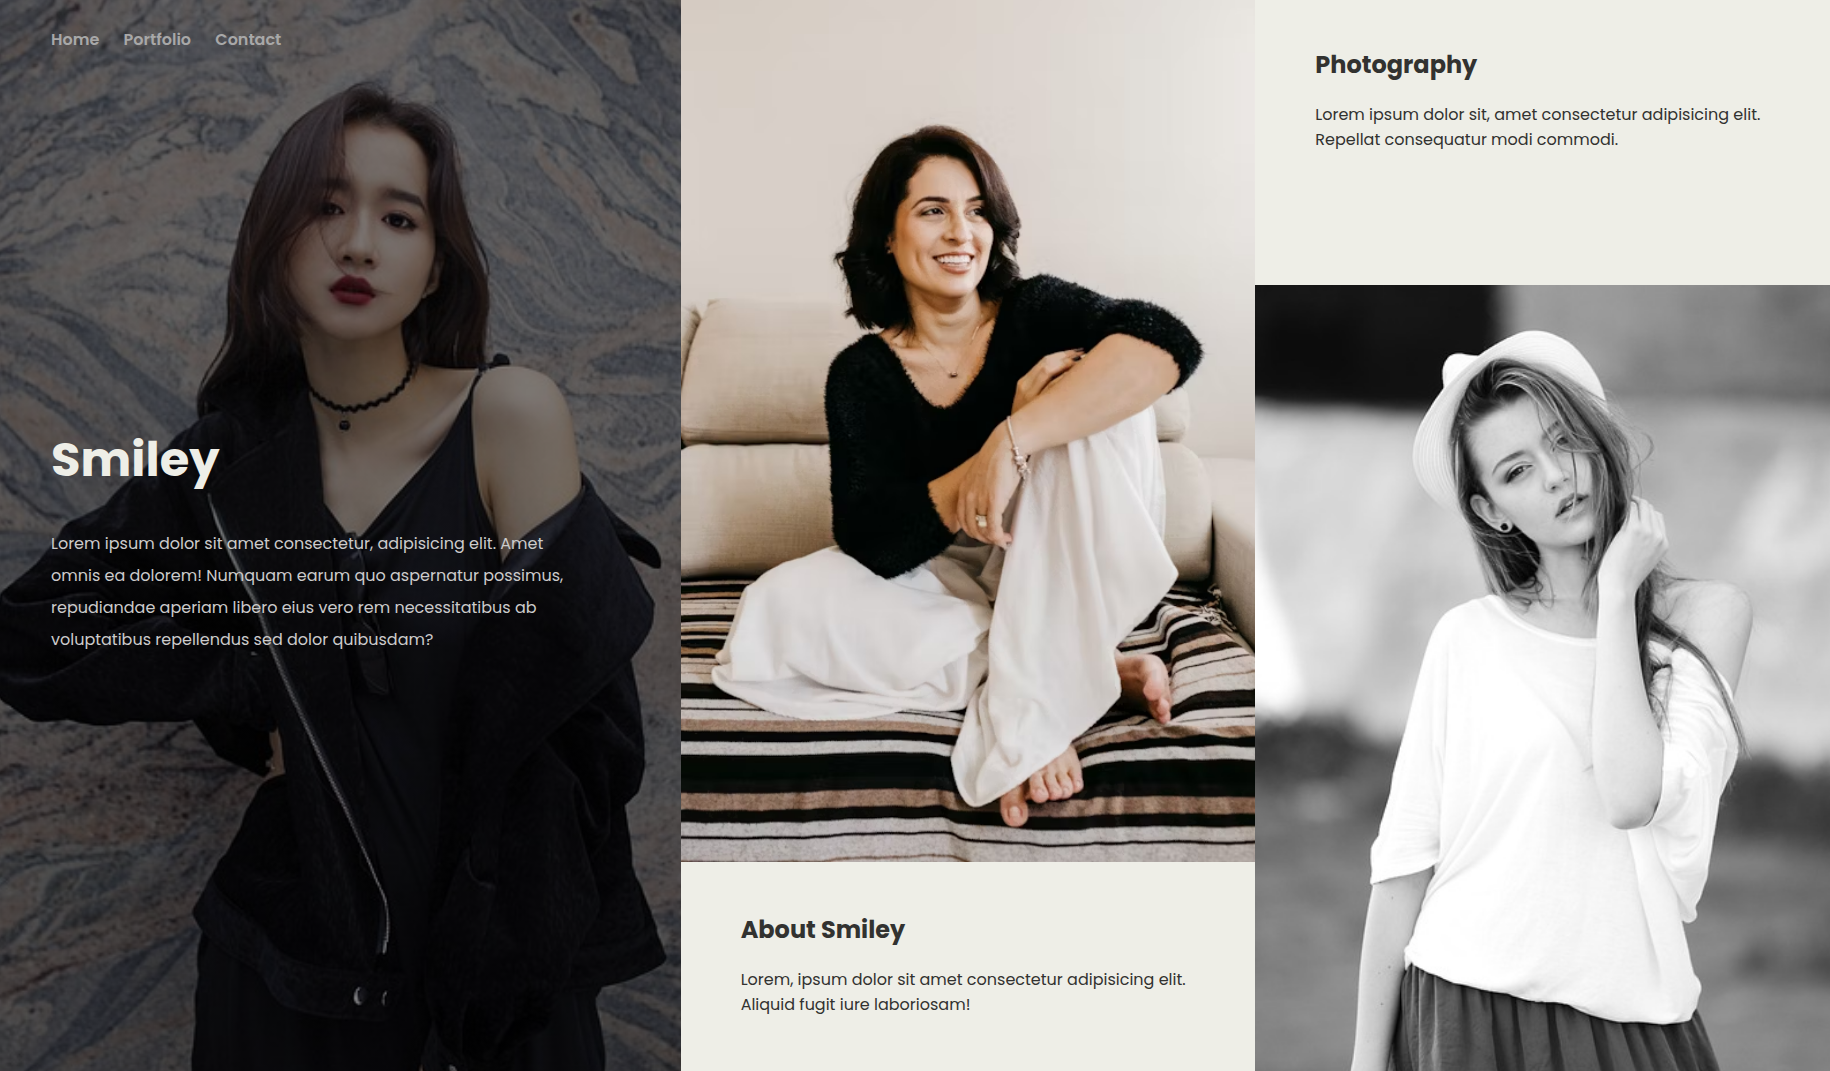 Home Portfolio Contact
Smiley
Lorem ipsum dolor sit amet consectetur, adipisicing elit. Amet
omnis ea dolorem! Numquam earum quo aspernatur possimus,
repudiandae aperiam libero eius vero rem necessitatibus ab
voluptatibus repellendus sed dolor quibusdam?
About Smiley
Lorem, ipsum dolor sit amet consectetur adipisicing elit.
Aliquid fugit iure laboriosam!
Photography
Lorem ipsum dolor sit, amet consectetur adipisicing elit.
Repellat consequatur modi commodi.